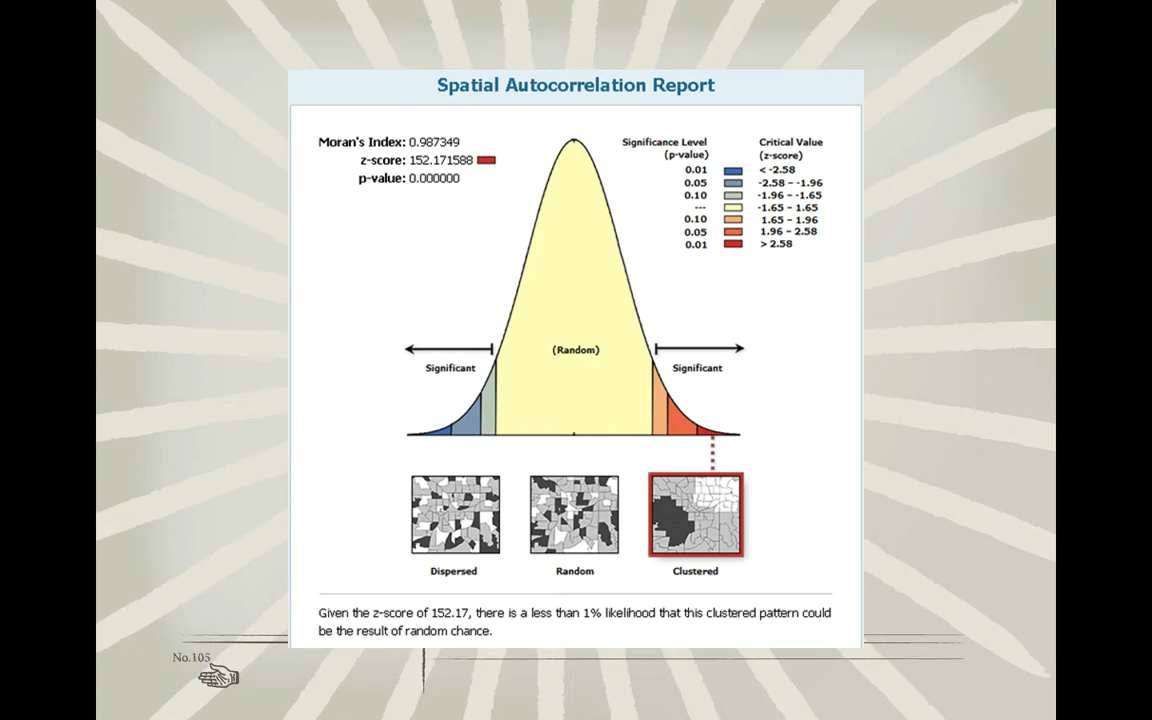 Spatial Autocorrelation Report
Moran's Index: 0.987349
z-score: 152.171588
p-value: 0.000000
Significance Level
(p-value)
Critical Value
(z-score)
0.01 < -2.58
0.05 -2.58 – -1.96
0.10 -1.96 – -1.65
--- -1.65 – 1.65
0.10 1.65 – 1.96
0.05 1.96 – 2.58
0.01 > 2.58
(Random)
Significant
Significant
Dispersed
Random
Clustered
Given the z-score of 152.17, there is a less than 1% likelihood that this clustered pattern could
be the result of random chance.
No.105